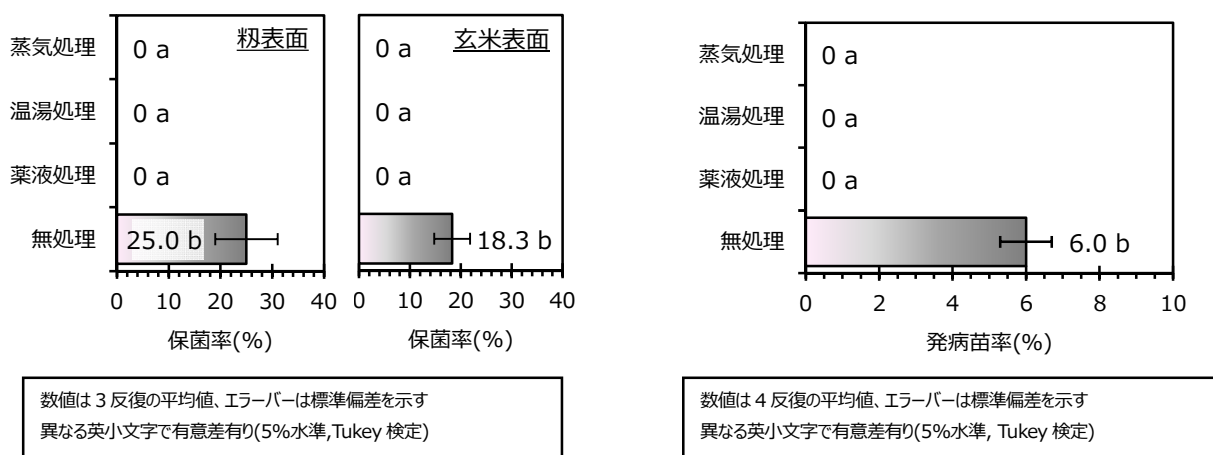 籾表面
蒸気処理 0 a
温湯処理 0 a
薬液処理 0 a
無処理 25.0 b
0 10 20 30 40
保菌率(%)
玄米表面
0 a
0 a
0 a
18.3 b
0 10 20 30 40
保菌率(%)
数値は3反復の平均値、エラーバーは標準偏差を示す
異なる英小文字で有意差有り(5%水準,Tukey 検定)
蒸気処理 0 a
温湯処理 0 a
薬液処理 0 a
無処理 6.0 b
0 2 4 6 8 10
発病苗率(%)
数値は4反復の平均値、エラーバーは標準偏差を示す
異なる英小文字で有意差有り(5%水準, Tukey 検定)